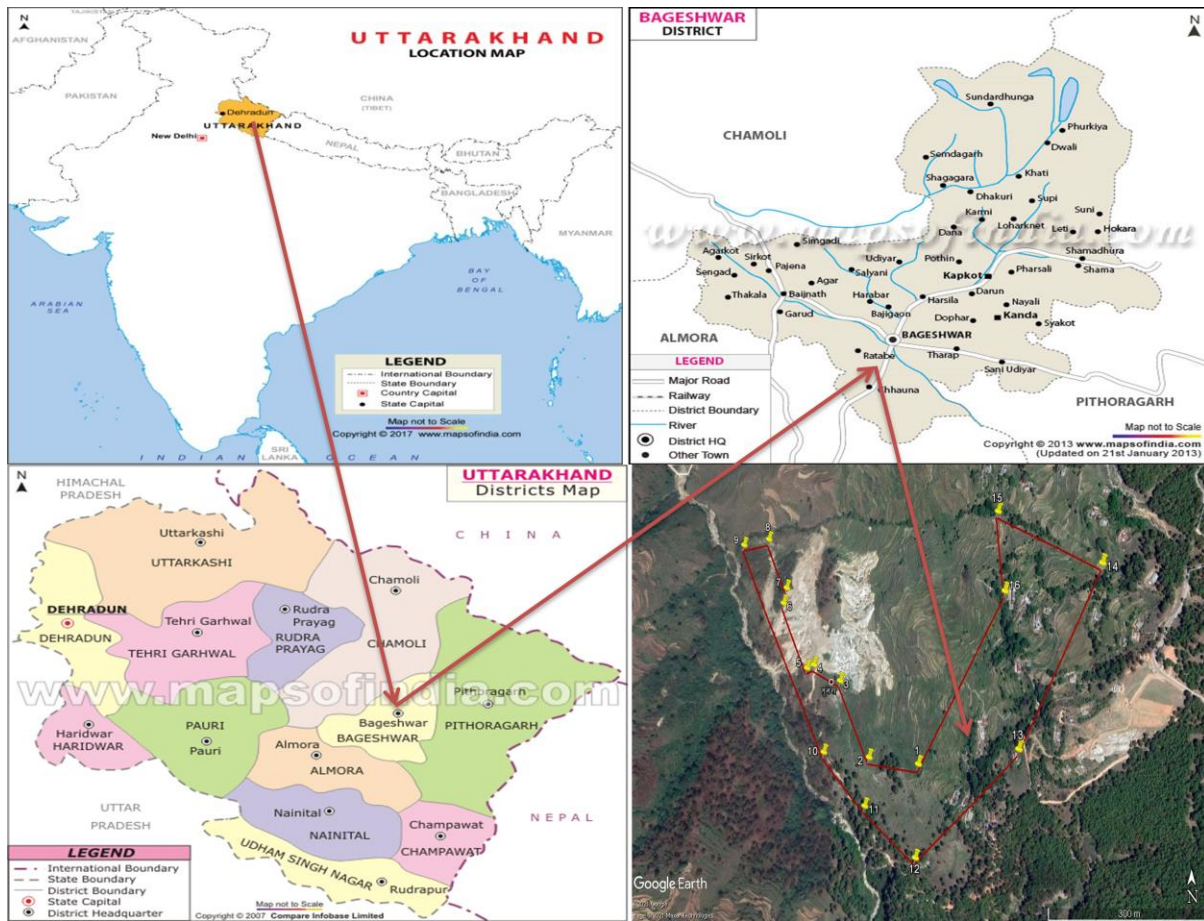 N
UTTARAKHAND
LOCATION MAP
TAJIKISTAN
AFGHANISTAN
PAKISTAN
CHINA
(TIBET)
Dehradun
UTTARAKHAND
New Delhi
NEPAL
BHUTAN
BANGLADESH
MYANMAR
ARABIAN
SEA
BAY
OF
BENGAL
LEGEND
International Boundary
State Boundary
Country Capital
State Capital
Map not to Scale
Copyright © 2017 www.mapsofindia.com
SRI
LANKA
INDIAN OCEAN
BAGESHWAR
DISTRICT
N
CHAMOLI
Sundardhunga
Phurkiya
Dwali
Semdagarh
Shagagara
Khati
Dhakuri
Supi
Karmi
Suni
Loharknet
Dana
Leti
Hokara
www.mapsofindia.com
Simgadi
Shamadhura
Agarkot
Sirkot
Udiyar
Pothin
Shama
Sengad
Pajena
Salyani
Kapkot
Pharsali
Agar
Thakala
Baijnath
Harabar
Harsila
Darun
Nayali
Garud
Bajigaon
Dophar
Kanda
Syakot
BAGESHWAR
ALMORA
Ratabe
Tharap
Sani Udiyar
Chhauna
PITHORAGARH
LEGEND
Major Road
Railway
District Boundary
River
District HQ
Other Town
Map not to Scale
Copyright © 2013 www.mapsofindia.com
(Updated on 21st January 2013)
N
HIMACHAL
PRADESH
UTTARAKHAND
Districts Map
CHINA
Uttarkashi
UTTARKASHI
Chamoli
CHAMOLI
DEHRADUN
DEHRADUN
Tehri Garhwal
TEHRI GARHWAL
Rudra
Prayag
RUDRA
PRAYAG
www.mapsofindia.com
Pithoragarh
PITHORAGARH
Bageshwar
BAGESHWAR
Haridwar
HARIDWAR
PAURI
Pauri
Almora
ALMORA
UTTAR
PRADESH
Nainital
NAINITAL
NEPAL
Champawat
CHAMPAWAT
UDHAM SINGH NAGAR
Rudrapur
LEGEND
International Boundary
State Boundary
District Boundary
State Capital
District Headquarter
Map not to Scale
Copyright © 2007 Compare Infobase Limited
15
9
8
14
7
6
16
5
4
3
13
10
2
1
11
12
Google Earth
N
300 m